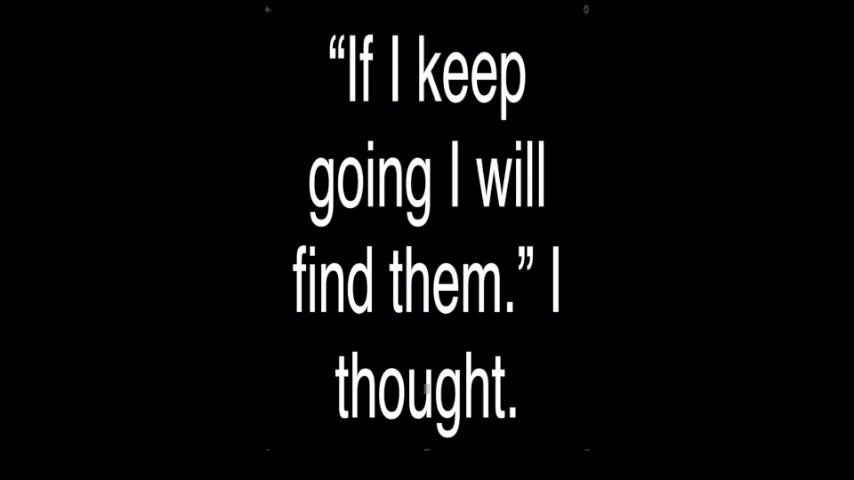 “If I keep
going I will
find them.” I
thought.